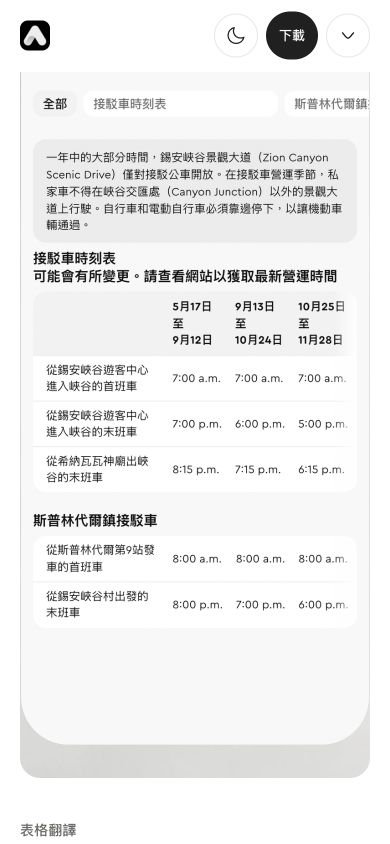 下載
全部 接駁車時刻表 斯普林代爾鎮
一年中的大部分時間，錫安峽谷景觀大道（Zion Canyon
Scenic Drive）僅對接駁公車開放。在接駁車營運季節，私
家車不得在峽谷交匯處（Canyon Junction）以外的景觀大
道上行駛。自行車和電動自行車必須靠邊停下，以讓機動車
輛通過。
接駁車時刻表
可能會有所變更。請查看網站以獲取最新營運時間
5月17日 9月13日 10月25日
至 至 至
9月12日 10月24日 11月28日
從錫安峽谷遊客中心
進入峽谷的首班車 7:00 a.m. 7:00 a.m. 7:00 a.m.
從錫安峽谷遊客中心
進入峽谷的末班車 7:00 p.m. 6:00 p.m. 5:00 p.m.
從希納瓦瓦神廟出峽
谷的末班車 8:15 p.m. 7:15 p.m. 6:15 p.m.
斯普林代爾鎮接駁車
從斯普林代爾第9站發
車的首班車 8:00 a.m. 8:00 a.m. 8:00 a.m.
從錫安峽谷村出發的
末班車 8:00 p.m. 7:00 p.m. 6:00 p.m.
表格翻譯